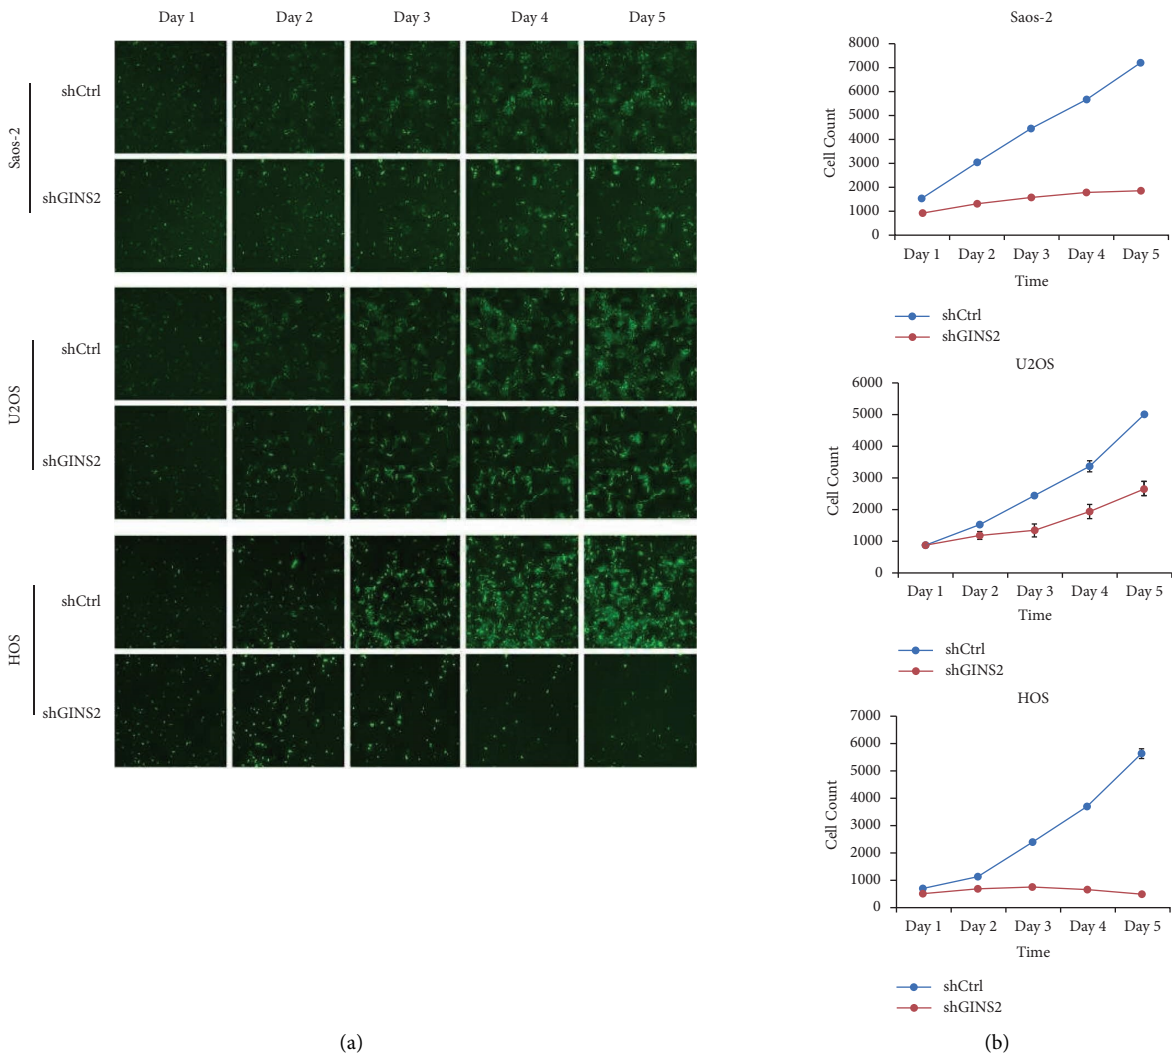 Day 1 Day 2 Day 3 Day 4 Day 5
Saos-2
shCtrl
shGINS2
U2OS
shCtrl
shGINS2
HOS
shCtrl
shGINS2
(a)
Saos-2
Cell Count
8000
7000
6000
5000
4000
3000
2000
1000
0
Day 1 Day 2 Day 3 Day 4 Day 5
Time
shCtrl
shGINS2
U2OS
Cell Count
6000
5000
4000
3000
2000
1000
0
Day 1 Day 2 Day 3 Day 4 Day 5
Time
shCtrl
shGINS2
HOS
Cell Count
7000
6000
5000
4000
3000
2000
1000
0
Day 1 Day 2 Day 3 Day 4 Day 5
Time
shCtrl
shGINS2
(b)